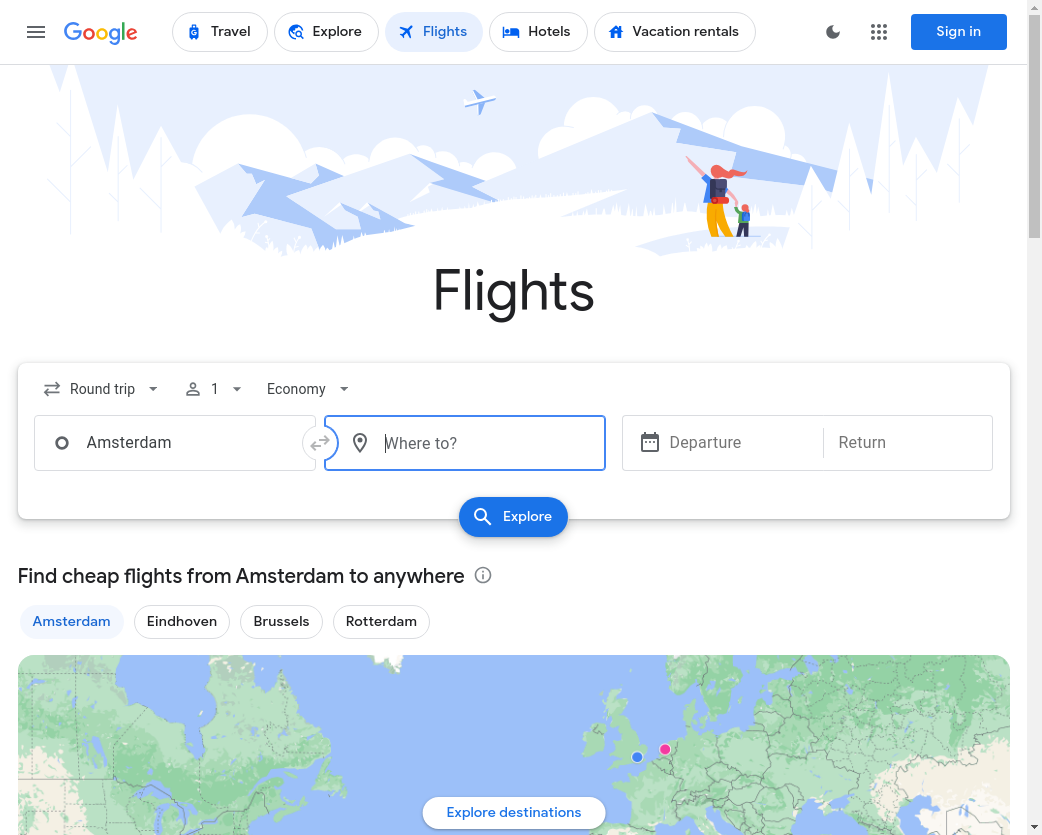 Google
Travel
Explore
Flights
Hotels
Vacation rentals
Sign in
Flights
Round trip
1
Economy
Amsterdam
Where to?
Departure
Return
Explore
Find cheap flights from Amsterdam to anywhere
Amsterdam
Eindhoven
Brussels
Rotterdam
Explore destinations